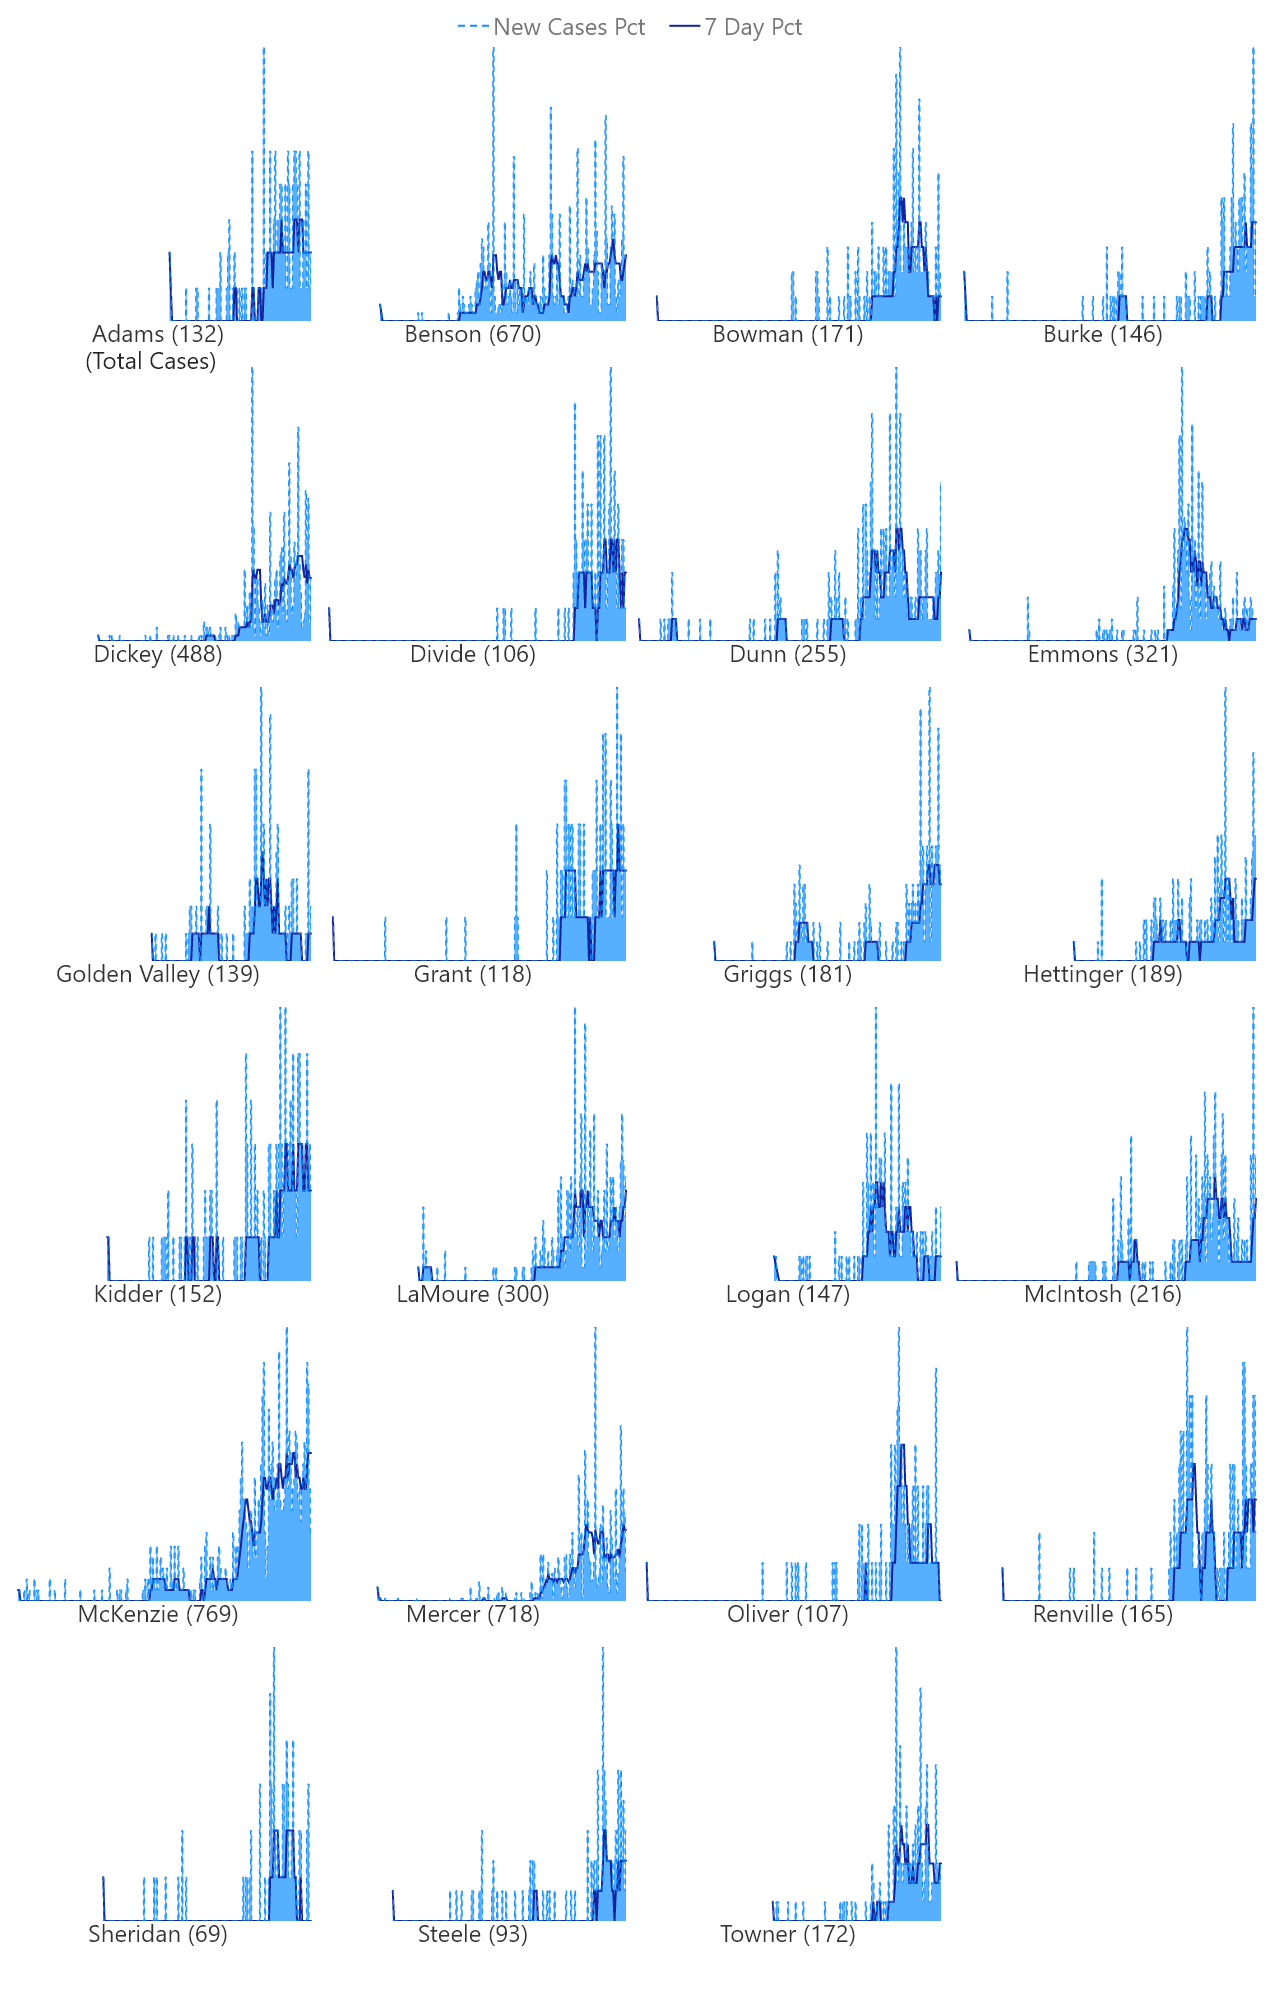 New Cases Pct 7 Day Pct
Adams (132) Benson (670) Bowman (171) Burke (146)
(Total Cases)
Dickey (488) Divide (106) Dunn (255) Emmons (321)
Golden Valley (139) Grant (118) Griggs (181) Hettinger (189)
Kidder (152) LaMoure (300) Logan (147) McIntosh (216)
McKenzie (769) Mercer (718) Oliver (107) Renville (165)
Sheridan (69) Steele (93) Towner (172)